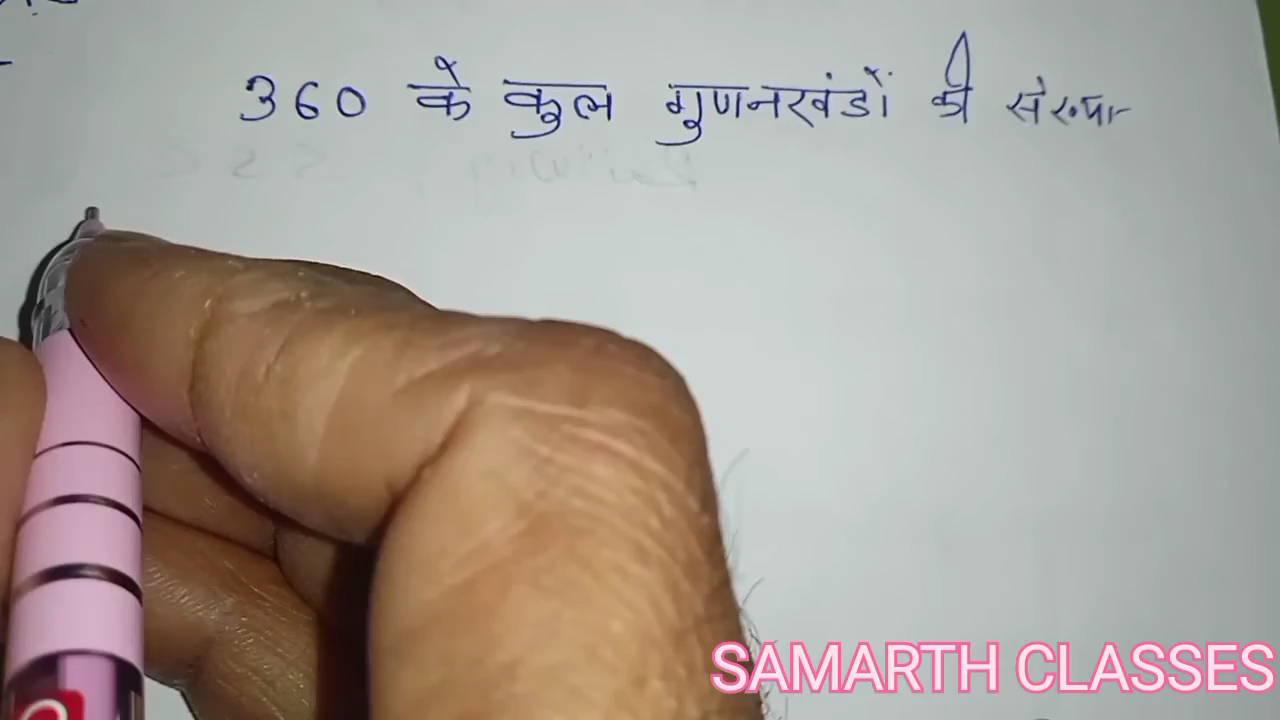 360 के कुल गुणनखंडों की संख्या
SAMARTH CLASSES